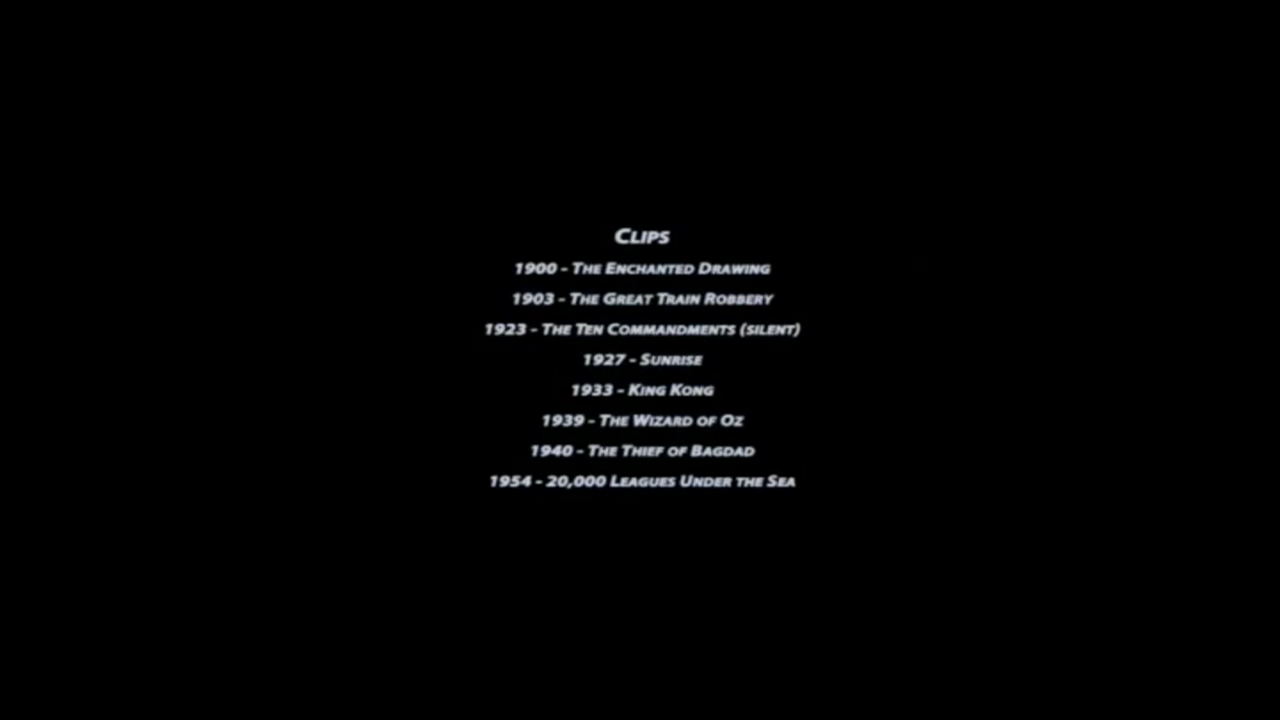 Clips
1900 - The Enchanted Drawing
1903 - The Great Train Robbery
1923 - The Ten Commandments (silent)
1927 - Sunrise
1933 - King Kong
1939 - The Wizard of Oz
1940 - The Thief of Bagdad
1954 - 20,000 Leagues Under the Sea